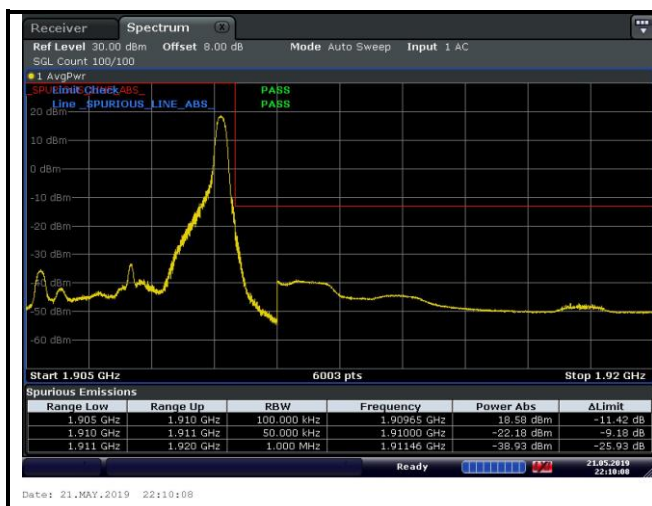 Receiver Spectrum X
Ref Level 30.00 dBm Offset 8.00 dB Mode Auto Sweep Input 1 AC
SGL Count 100/100
1 AvgPwr
Limit Check PASS
_SPURIOUS_LINE_ABS_
Line _SPURIOUS_LINE_ABS_ PASS
20 dBm
10 dBm
0 dBm
-10 dBm
-20 dBm
-30 dBm
-40 dBm
-50 dBm
-60 dBm
Start 1.905 GHz 6003 pts Stop 1.92 GHz
Spurious Emissions
Range Low Range Up RBW Frequency Power Abs ΔLimit
1.905 GHz 1.910 GHz 100.000 kHz 1.90965 GHz 18.58 dBm -11.42 dB
1.910 GHz 1.911 GHz 50.000 kHz 1.91000 GHz -22.18 dBm -9.18 dB
1.911 GHz 1.920 GHz 1.000 MHz 1.91146 GHz -38.93 dBm -25.93 dB
Ready 21.05.2019
22:10:08
Date: 21.MAY.2019 22:10:08